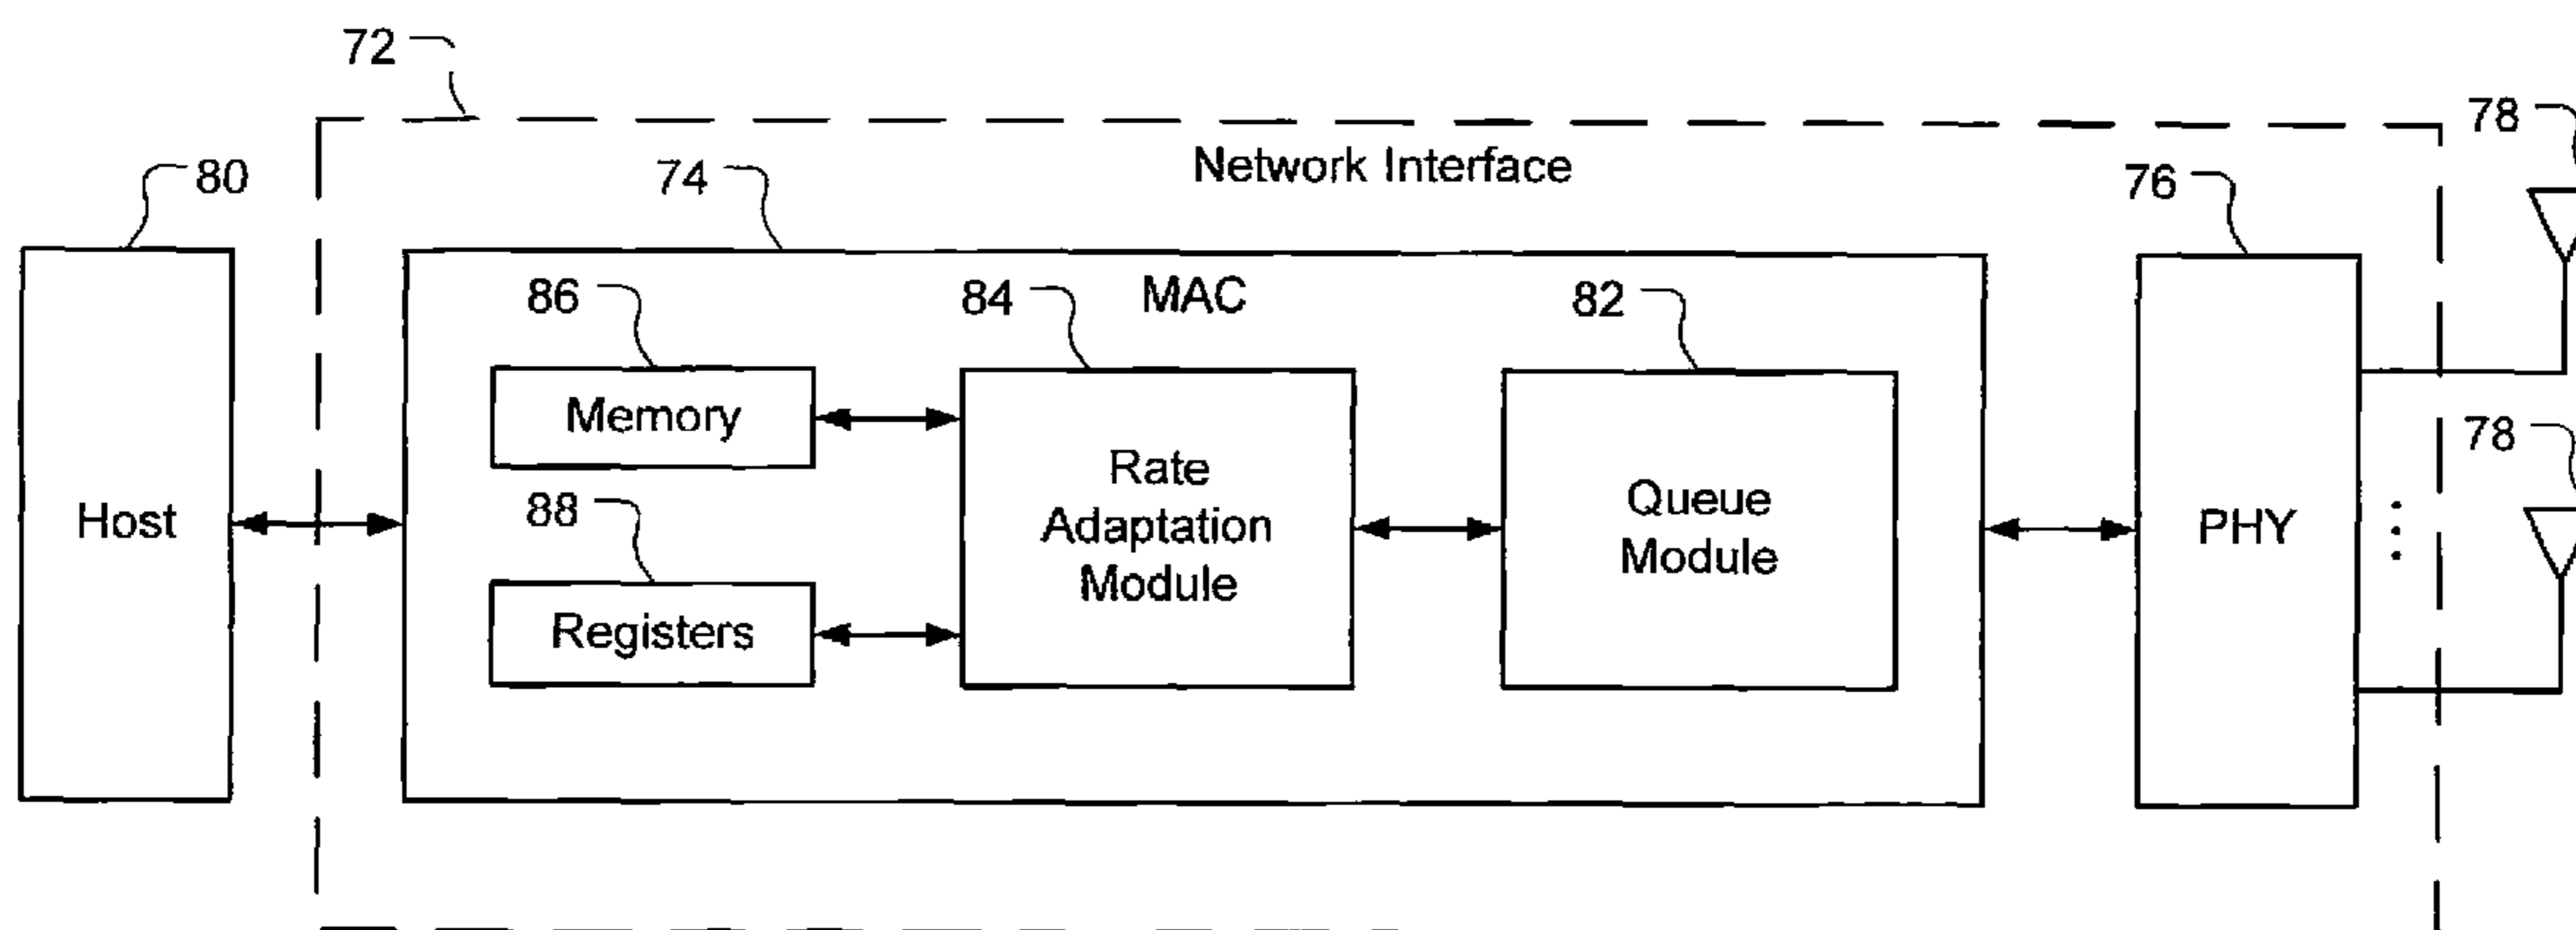 72
78
Network Interface
80
74
76
MAC
86
84
82
Memory
78
Rate
Adaptation
Module
Queue
Module
88
Host
PHY
Registers